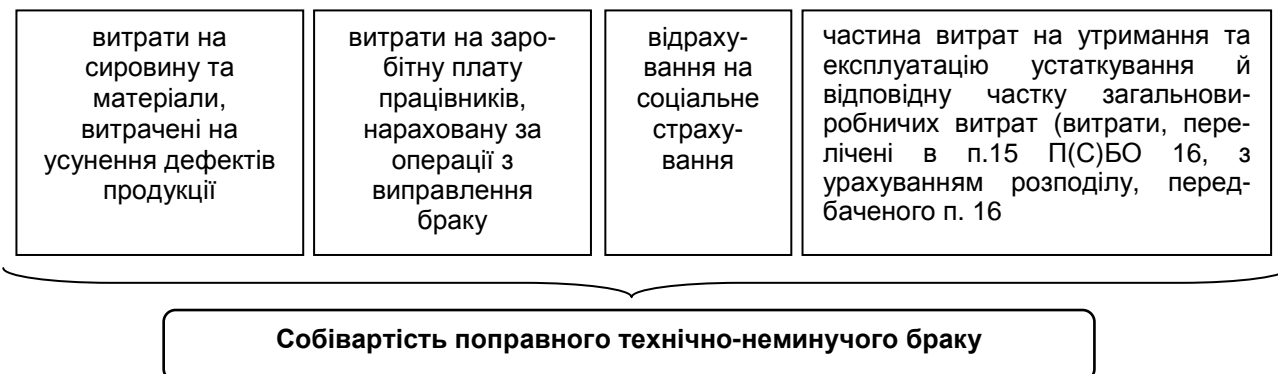 витрати на
сировину та
матеріали,
витрачені на
усунення дефектів
продукції
витрати на заро-
бітну плату
працівників,
нараховану за
операції з
виправлення
браку
відраху-
вання на
соціальне
страху-
вання
частина витрат на утримання та
експлуатацію устаткування й
відповідну частку загальнови-
робничих витрат (витрати, пере-
лічені в п.15 П(С)БО 16, з
урахуванням розподілу, перед-
баченого п. 16
Собівартість поправного технічно-неминучого браку